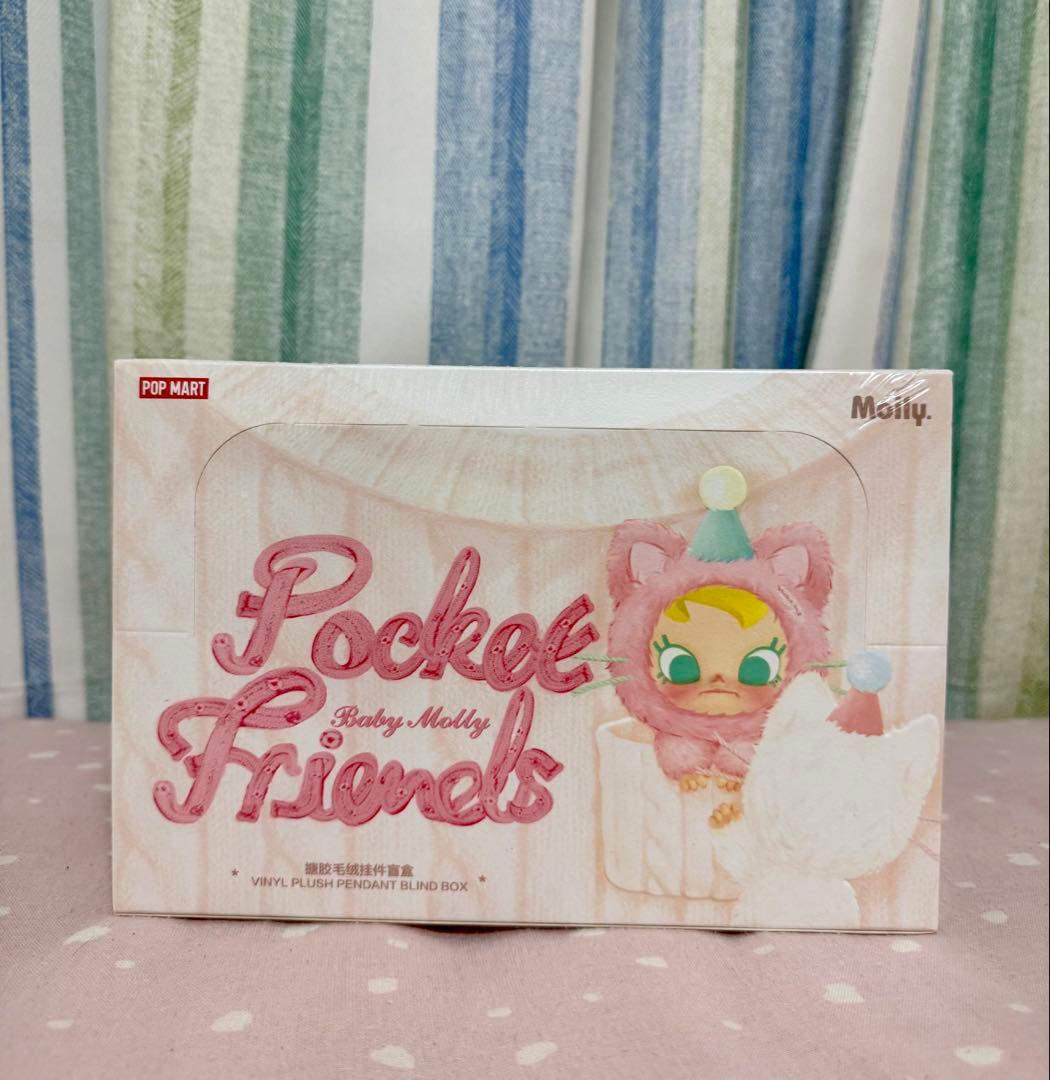 POP MART
Molly.
Pocket
Baby Molly
Friends
搪胶毛绒挂件盲盒
* VINYL PLUSH PENDANT BLIND BOX *